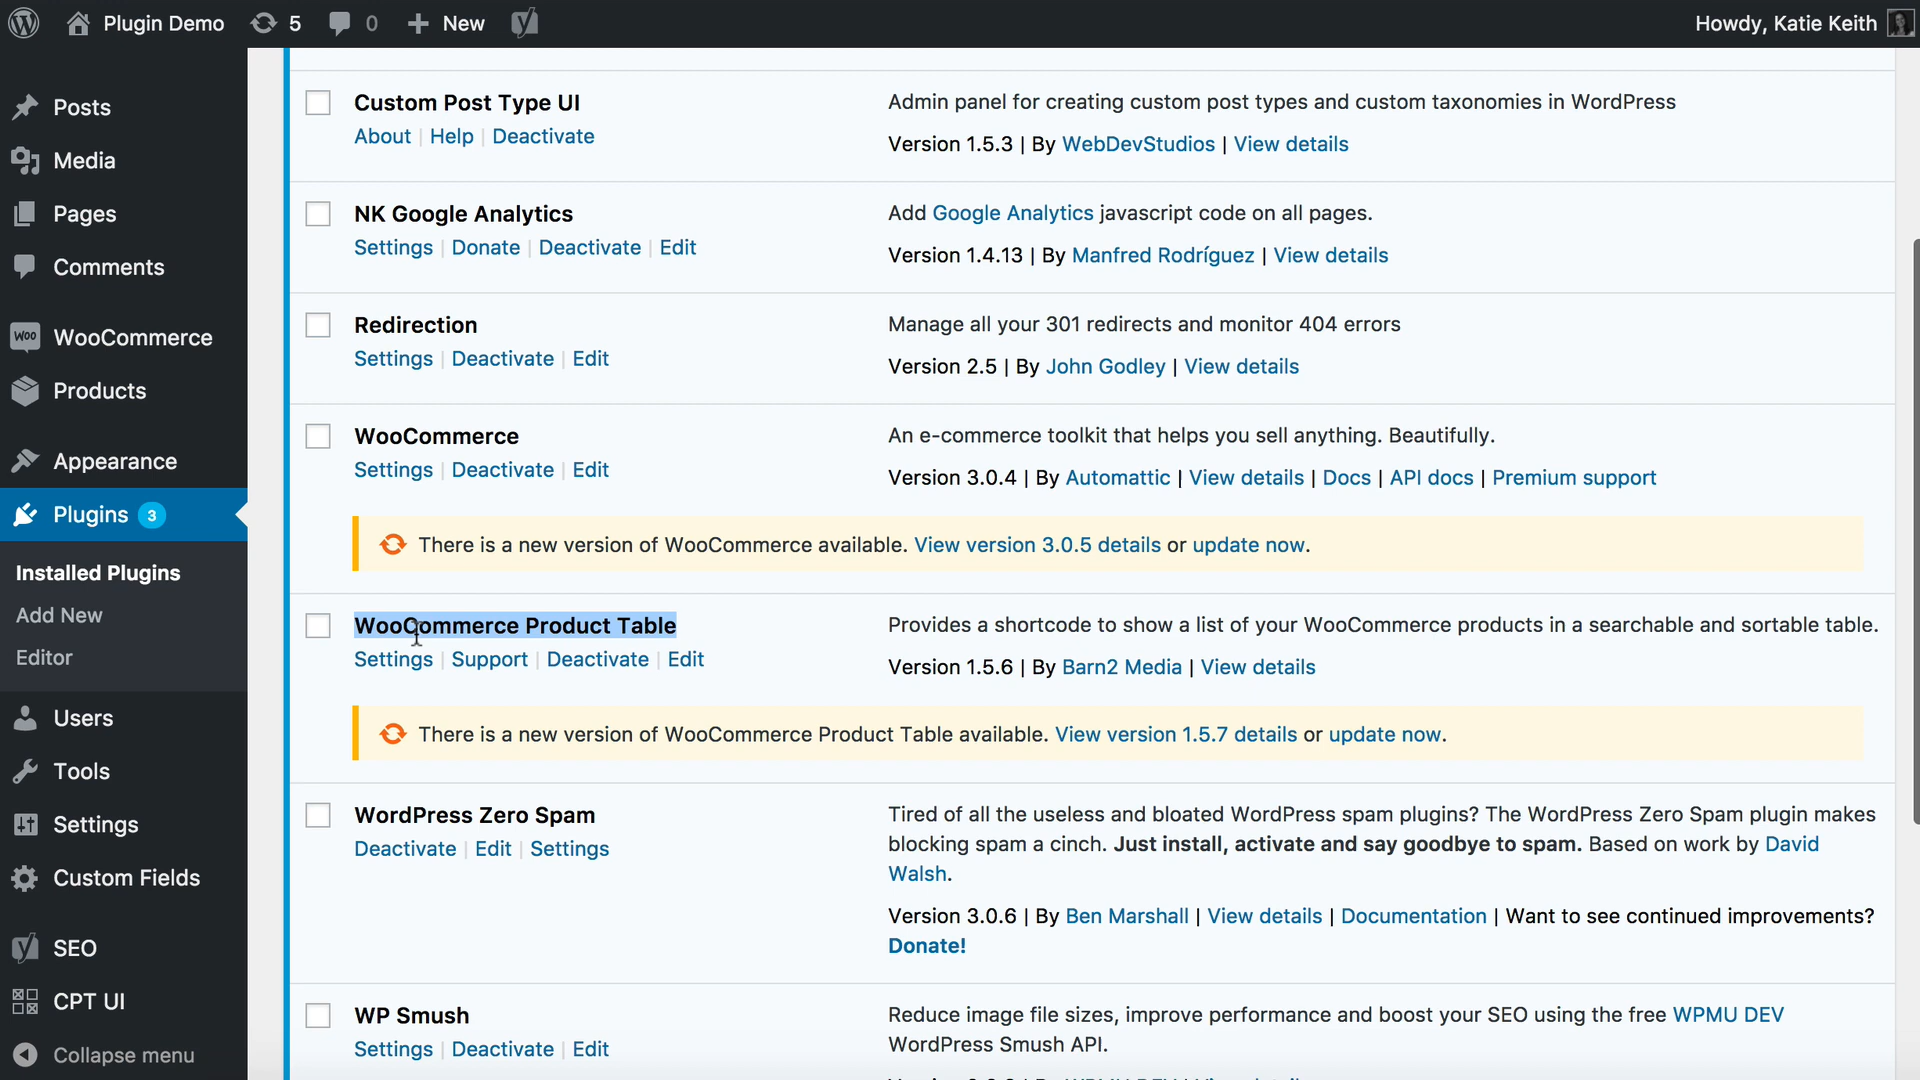 Plugin Demo 5 0 New Howdy, Katie Keith
Posts
Media
Pages
Comments
WOO WooCommerce
Products
Appearance
Plugins 3
Installed Plugins
Add New
Editor
Users
Tools
Settings
Custom Fields
SEO
CPT UI
Collapse menu
Custom Post Type UI
About | Help | Deactivate
Admin panel for creating custom post types and custom taxonomies in WordPress
Version 1.5.3 | By WebDevStudios | View details
NK Google Analytics
Settings | Donate | Deactivate | Edit
Add Google Analytics javascript code on all pages.
Version 1.4.13 | By Manfred Rodríguez | View details
Redirection
Settings | Deactivate | Edit
Manage all your 301 redirects and monitor 404 errors
Version 2.5 | By John Godley | View details
WooCommerce
Settings | Deactivate | Edit
An e-commerce toolkit that helps you sell anything. Beautifully.
Version 3.0.4 | By Automattic | View details | Docs | API docs | Premium support
There is a new version of WooCommerce available. View version 3.0.5 details or update now.
WooCommerce Product Table
Settings | Support | Deactivate | Edit
Provides a shortcode to show a list of your WooCommerce products in a searchable and sortable table.
Version 1.5.6 | By Barn2 Media | View details
There is a new version of WooCommerce Product Table available. View version 1.5.7 details or update now.
WordPress Zero Spam
Deactivate | Edit | Settings
Tired of all the useless and bloated WordPress spam plugins? The WordPress Zero Spam plugin makes
blocking spam a cinch. Just install, activate and say goodbye to spam. Based on work by David
Walsh.
Version 3.0.6 | By Ben Marshall | View details | Documentation | Want to see continued improvements?
Donate!
WP Smush
Settings | Deactivate | Edit
Reduce image file sizes, improve performance and boost your SEO using the free WPMU DEV
WordPress Smush API.